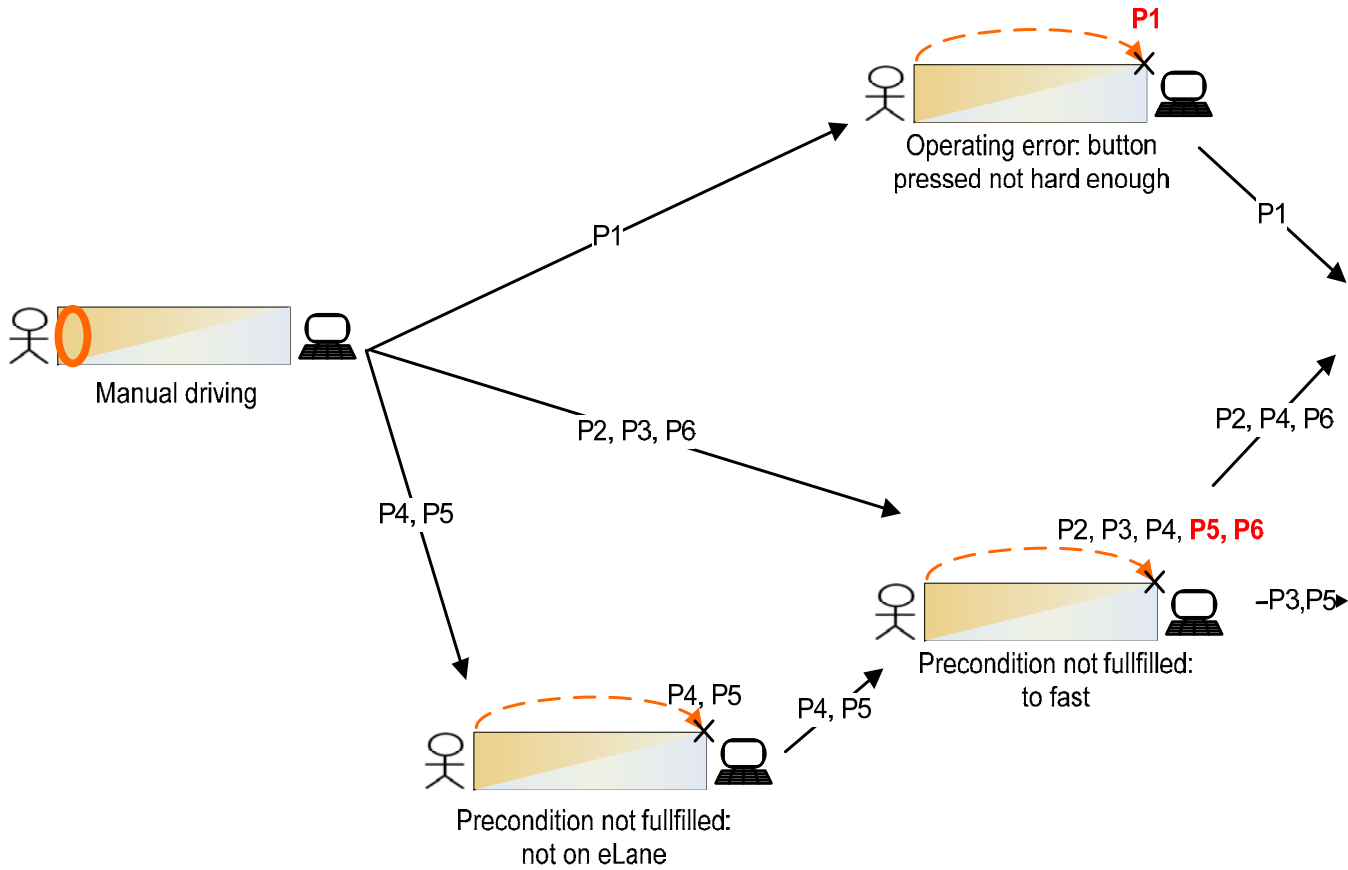 P1
Operating error: button
pressed not hard enough
P1
P1
Manual driving
P2, P3, P6
P2, P4, P6
P4, P5
P2, P3, P4, P5, P6
P3,P5
Precondition not fullfilled:
to fast
P4, P5
P4, P5
Precondition not fullfilled:
not on eLane